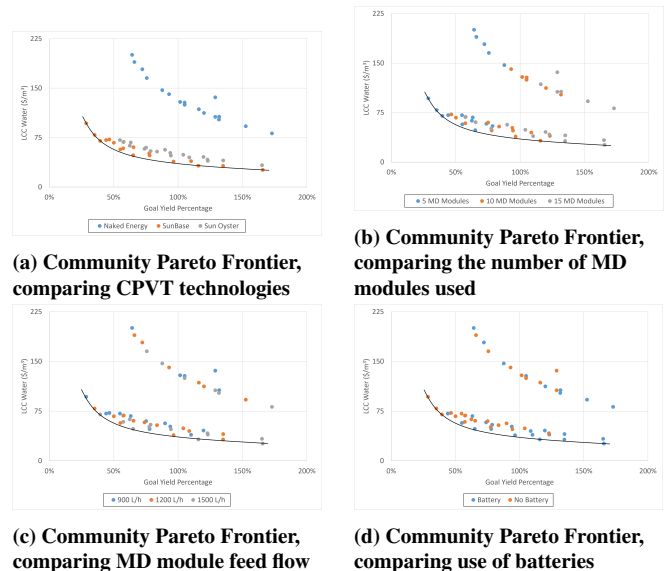 225
150
75
0
LCC Water ($/m³)
0% 50% 100% 150% 200%
Goal Yield Percentage
Naked Energy SunBase Sun Oyster
(a) Community Pareto Frontier,
comparing CPVT technologies
225
150
75
0
LCC Water ($/m³)
0% 50% 100% 150% 200%
Goal Yield Percentage
5 MD Modules 10 MD Modules 15 MD Modules
(b) Community Pareto Frontier,
comparing the number of MD
modules used
225
150
75
0
LCC Water ($/m³)
0% 50% 100% 150% 200%
Goal Yield Percentage
900 L/h 1200 L/h 1500 L/h
(c) Community Pareto Frontier,
comparing MD module feed flow
225
150
75
0
LCC Water ($/m³)
0% 50% 100% 150% 200%
Goal Yield Percentage
Battery No Battery
(d) Community Pareto Frontier,
comparing use of batteries